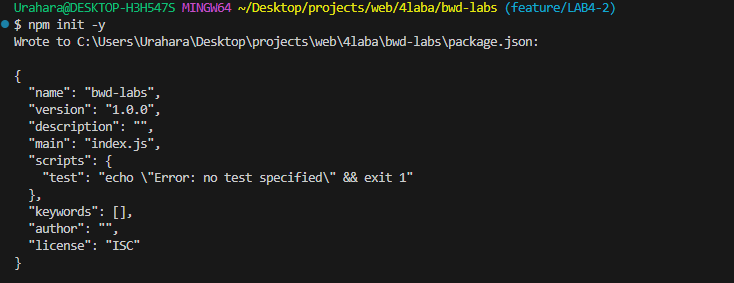 Urahara@DESKTOP-H3H547S MINGW64 ~/Desktop/projects/web/4laba/bwd-labs (feature/LAB4-2)
$ npm init -y
Wrote to C:\Users\Urahara\Desktop\projects\web\4laba\bwd-labs\package.json:
{
  "name": "bwd-labs",
  "version": "1.0.0",
  "description": "",
  "main": "index.js",
  "scripts": {
    "test": "echo \"Error: no test specified\" && exit 1"
  },
  "keywords": [],
  "author": "",
  "license": "ISC"
}